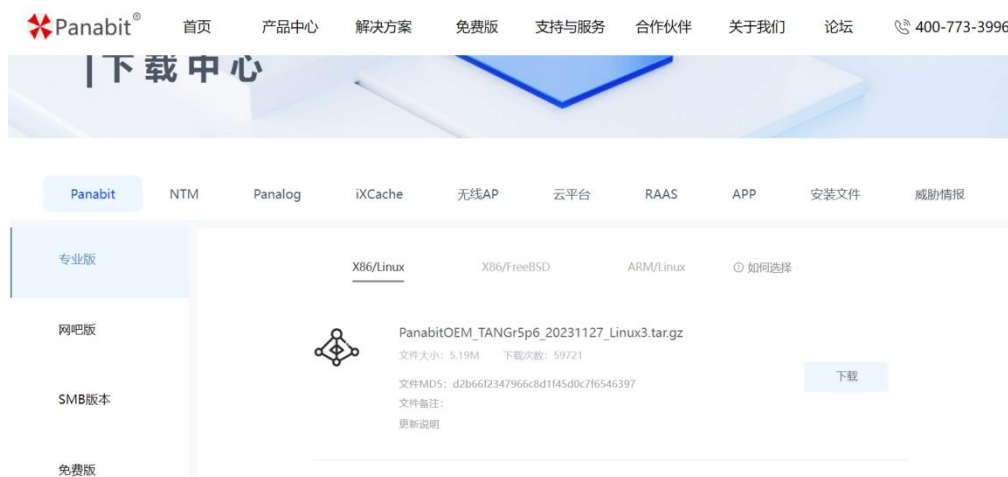 Panabit®
首页 产品中心 解决方案 免费版 支持与服务 合作伙伴 关于我们 论坛 400-773-3996
下载中心
Panabit NTM Panalog iXCache 无线AP 云平台 RAAS APP 安装文件 威胁情报
专业版
X86/Linux X86/FreeBSD ARM/Linux 如何选择
网吧版
PanabitOEM_TANGr5p6_20231127_Linux3.tar.gz
文件大小：5.19M 下载次数：59721
下载
文件MD5：d2b66f2347966c8d1f45d0c7f6546397
SMB版本
文件备注：
更新说明
免费版